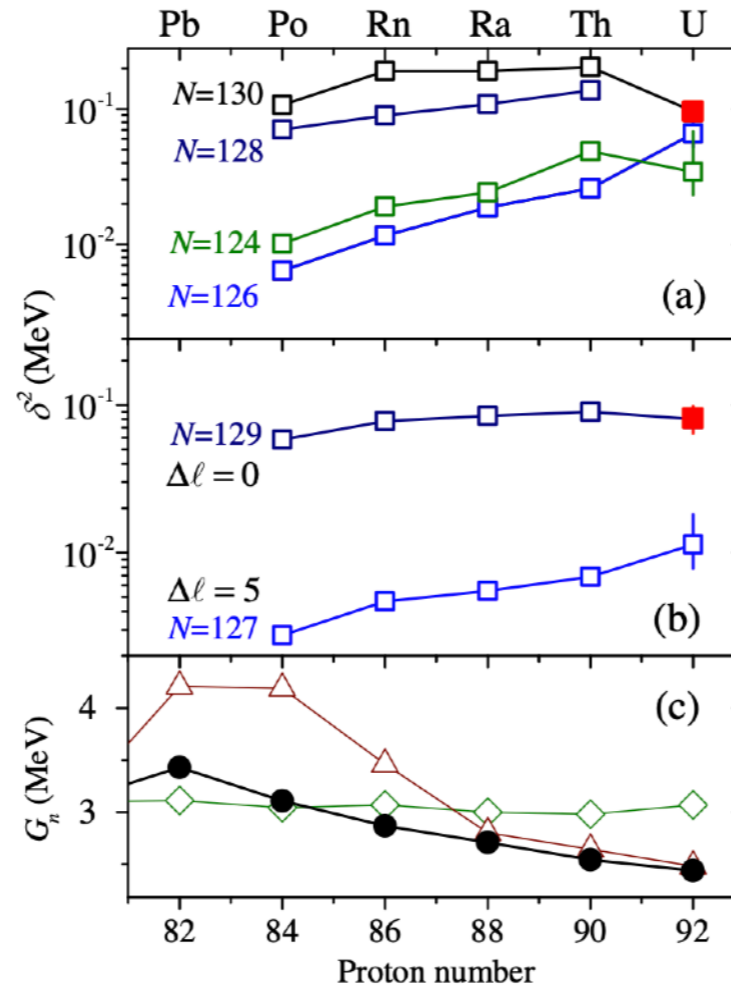 Pb Po Rn Ra Th U
10⁻¹
N=130
N=128
10⁻²
N=124
N=126
(a)
δ² (MeV)
10⁻¹
N=129
Δℓ = 0
10⁻²
Δℓ = 5
N=127
(b)
(c)
4
3
Gₙ (MeV)
82 84 86 88 90 92
Proton number